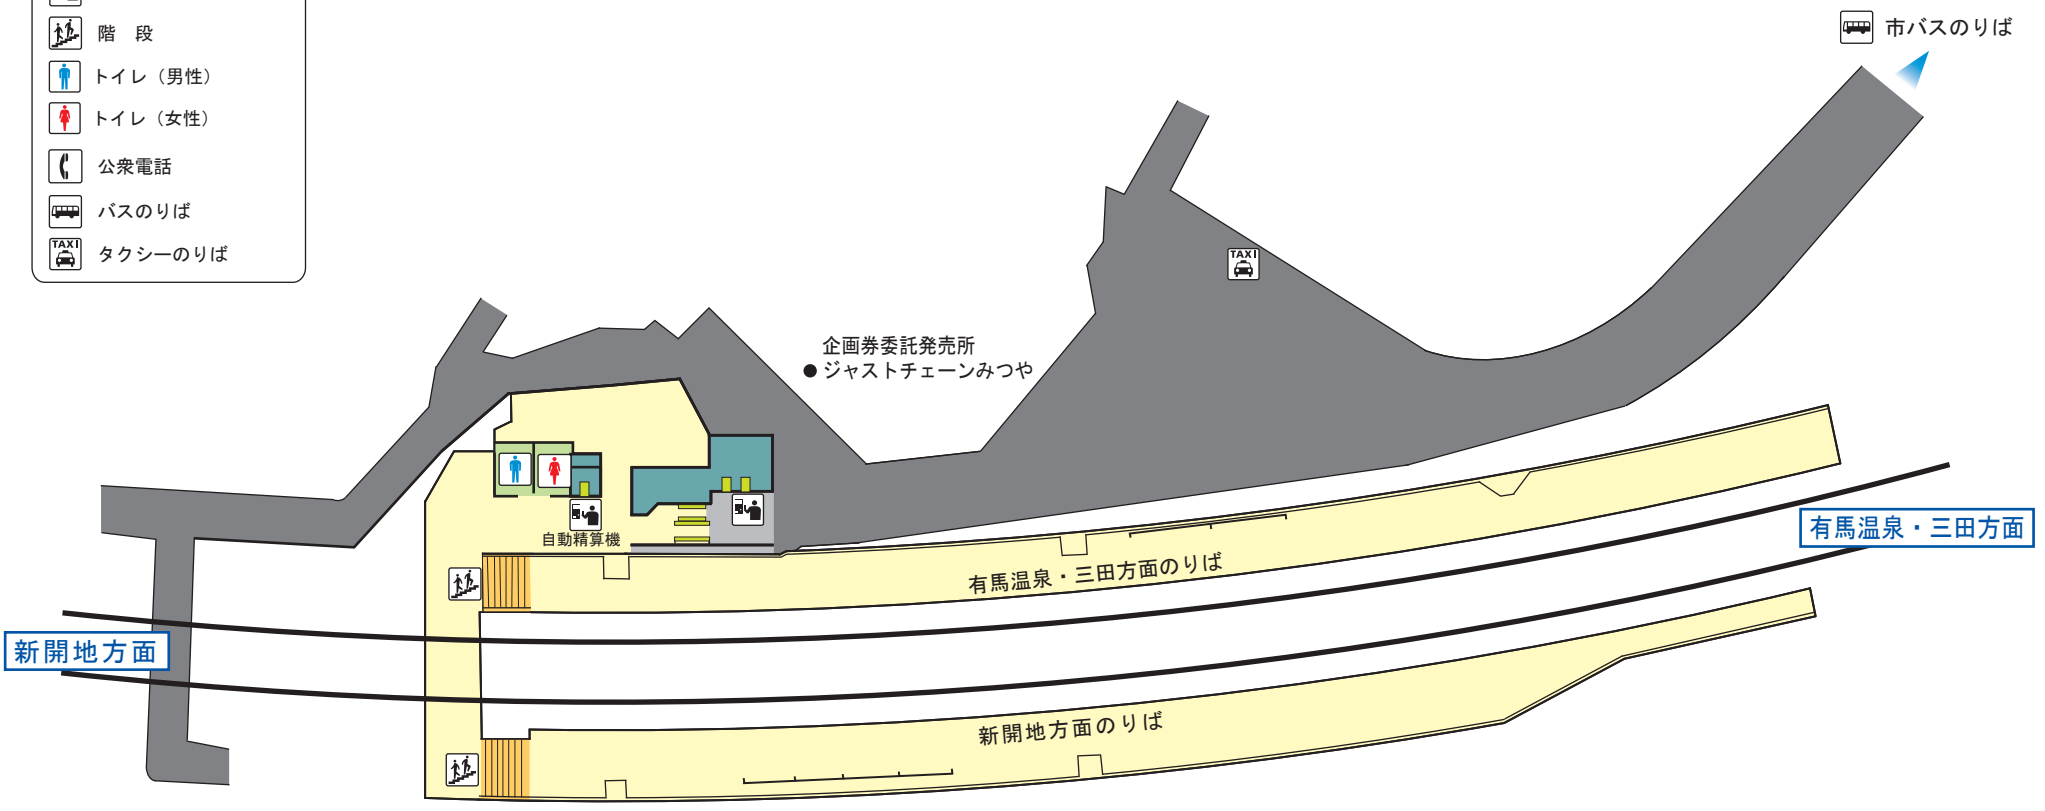 階 段
トイレ（男性）
トイレ（女性）
公衆電話
バスのりば
TAXI
タクシーのりば
市バスのりば
TAXI
企画券委託発売所
● ジャストチェーンみつや
自動精算機
有馬温泉・三田方面のりば
有馬温泉・三田方面
新開地方面
新開地方面のりば